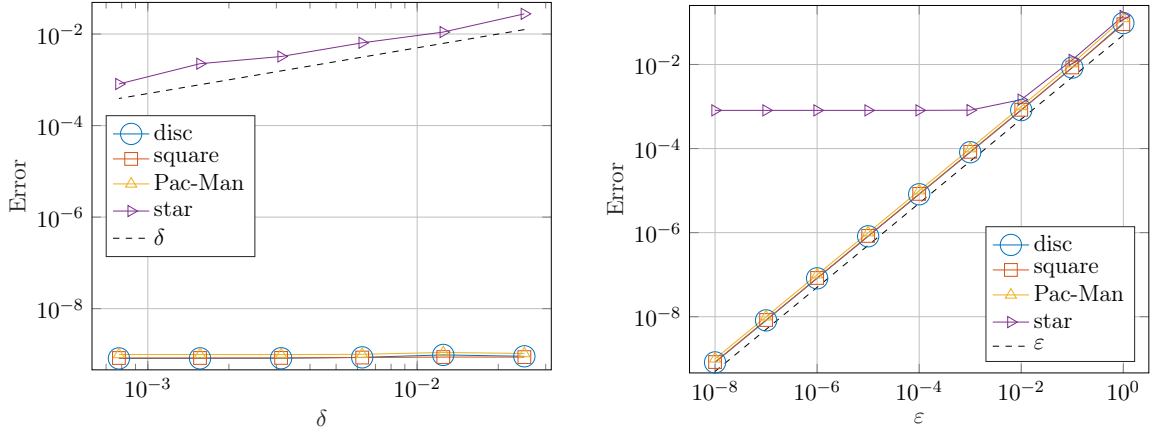 10⁻²
10⁻⁴
10⁻⁶
10⁻⁸
Error
disc
square
Pac-Man
star
δ
10⁻³
10⁻²
δ
10⁻²
10⁻⁴
10⁻⁶
10⁻⁸
Error
disc
square
Pac-Man
star
ε
10⁻⁸
10⁻⁶
10⁻⁴
10⁻²
10⁰
ε